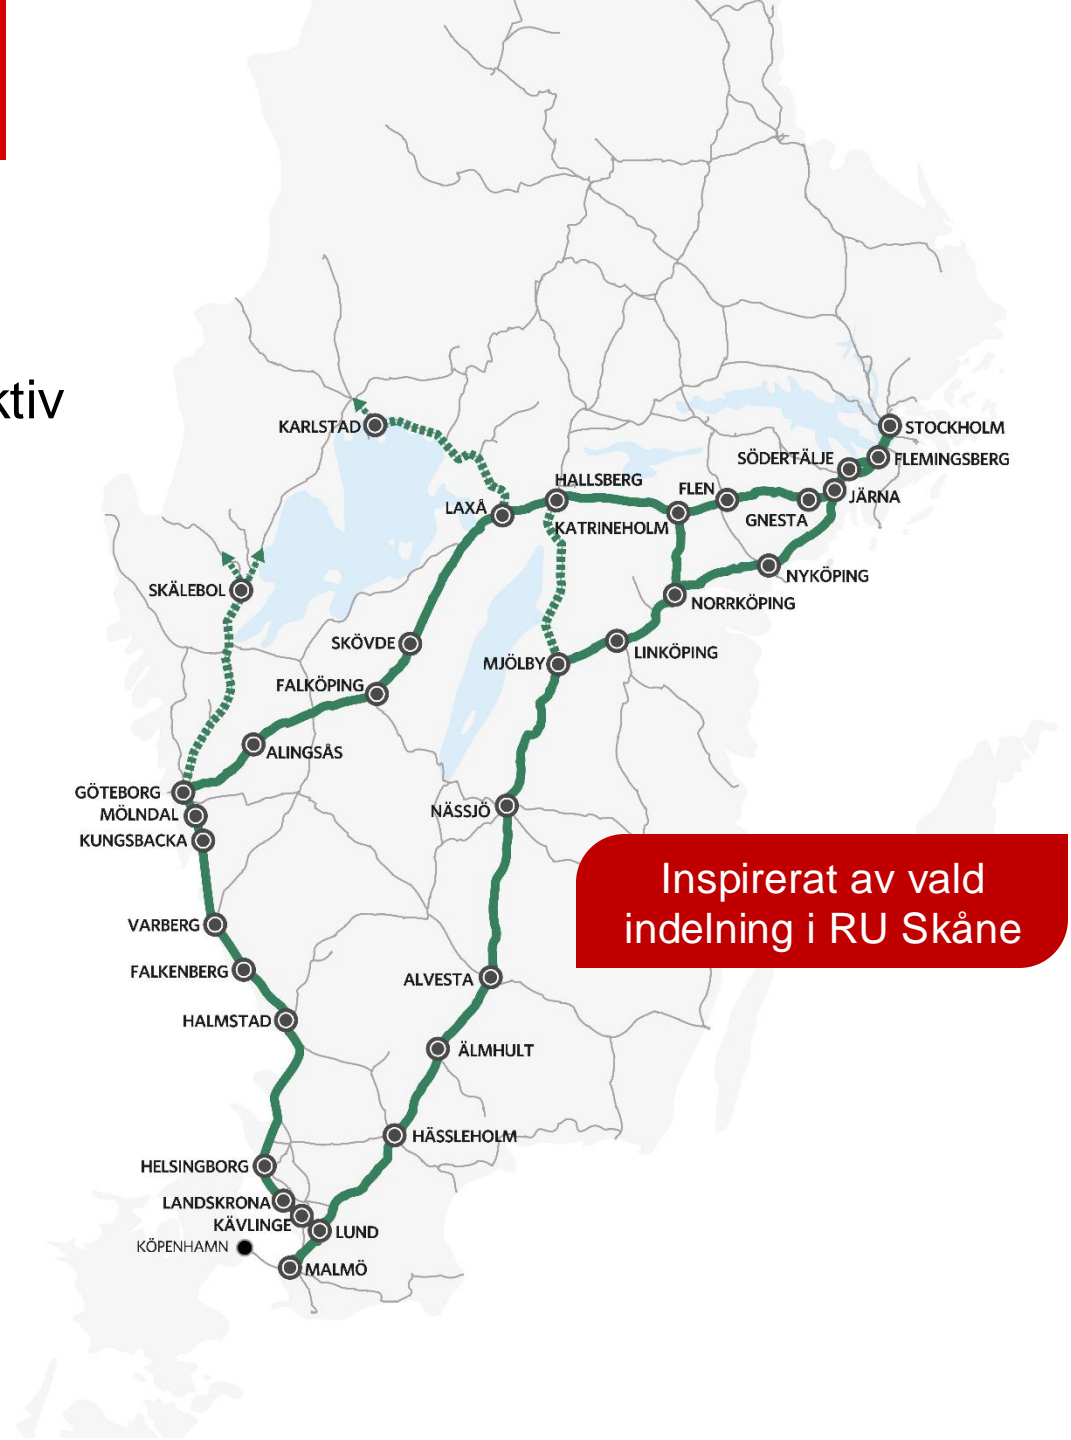 ktiv
KARLSTAD
STOCKHOLM
SÖDERTÄLJE
FLEMINGSBERG
HALLSBERG
FLEN
JÄRNA
LAXÅ
GNESTA
KATRINEHOLM
NYKÖPING
SKÄLEBOL
NORRKÖPING
SKÖVDE
LINKÖPING
MJÖLBY
FALKÖPING
ALINGSÅS
GÖTEBORG
MÖLNDAL
NÄSSJÖ
KUNGSBACKA
Inspirerat av vald
indelning i RU Skåne
VARBERG
FALKENBERG
ALVESTA
HALMSTAD
ÄLMHULT
HÄSSLEHOLM
HELSINGBORG
LANDSKRONA
KÄVLINGE
LUND
KÖPENHAMN
MALMÖ